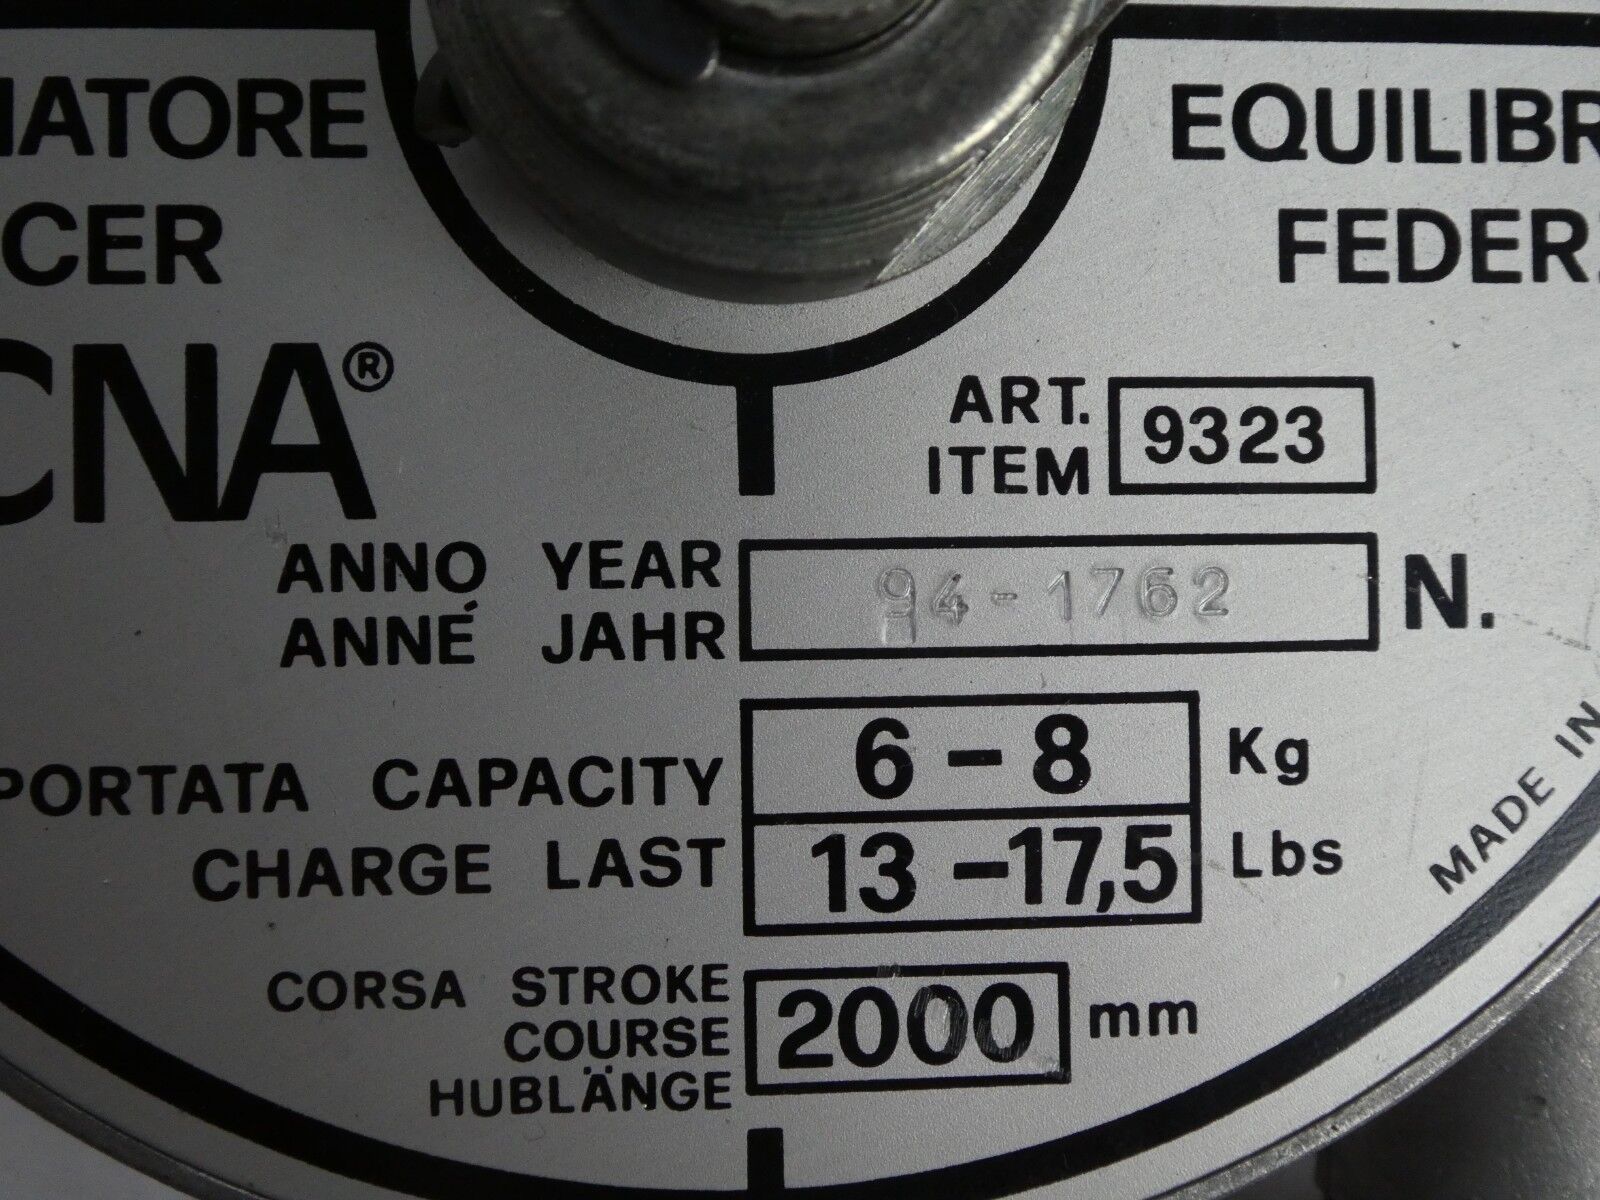 IATORE EQUILIBR
CER FEDER
CNA®
ART.
ITEM 9323
ANNO YEAR
ANNÉ JAHR 94-1762 N.
PORTATA CAPACITY 6-8 Kg
CHARGE LAST 13-17,5 Lbs
CORSA STROKE
COURSE 2000 mm
HUBLÄNGE
MADE IN